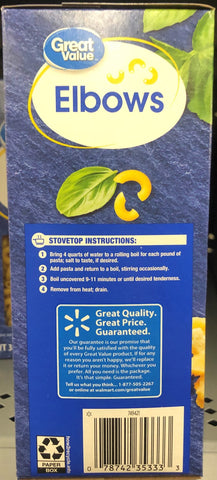 Great
Value™
Elbows
STOVETOP INSTRUCTIONS:
1 Bring 4 quarts of water to a rolling boil for each pound of
pasta; salt to taste, if desired.
2 Add pasta and return to a boil, stirring occasionally.
3 Boil uncovered 9-11 minutes or until desired tenderness.
4 Remove from heat; drain.
Great Quality.
Great Price.
Guaranteed.
Our guarantee is our promise that
you'll be fully satisfied with the quality
of every Great Value product. If for any
reason you aren't happy, we'll replace it
or return your money. Whichever you
prefer. All you need is the package.
It's that simple. Guaranteed.
Tell us what you think... 1-877-505-2267
or online at walmart.com/greatvalue
PAPER
BOX
0 78742 35333 3